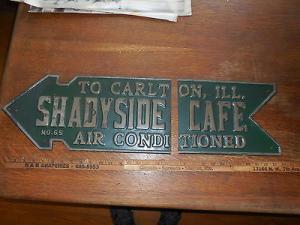 TO CARLTON, ILL.
SHADYSIDE CAFE
NO. 65
AIR CONDITIONED